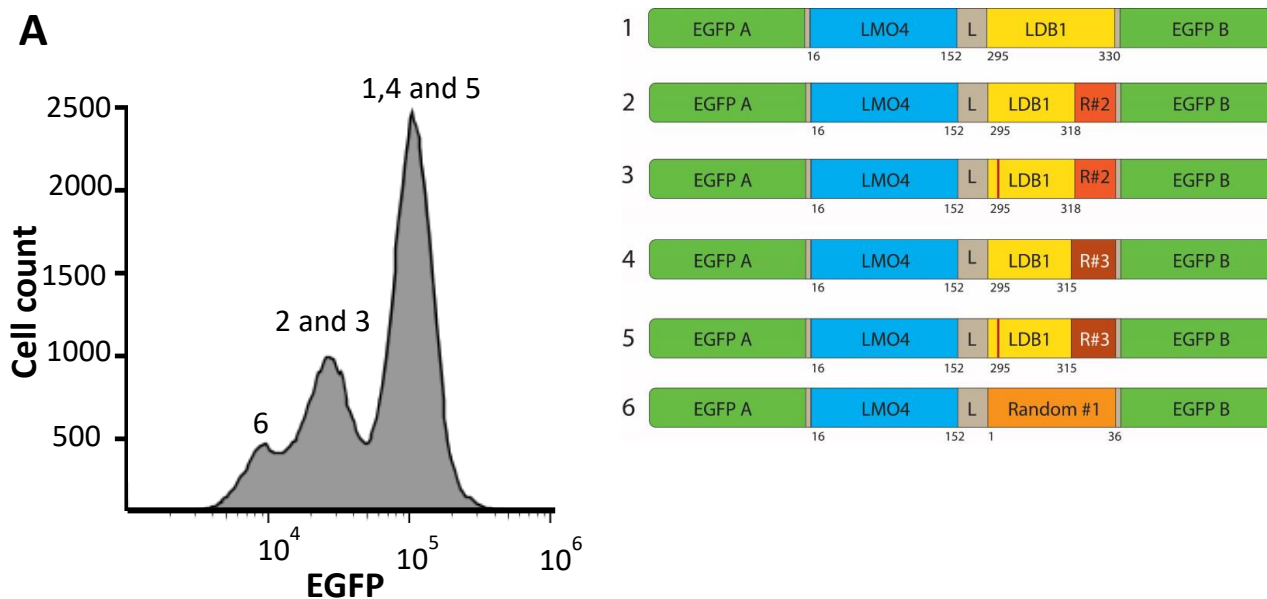 A
1,4 and 5
2500
2000
1500
1000
500
2 and 3
6
Cell count
10^4
10^5
10^6
EGFP
1 EGFP A LMO4 L LDB1 EGFP B
16 152 295 330
2 EGFP A LMO4 L LDB1 R#2 EGFP B
16 152 295 318
3 EGFP A LMO4 L LDB1 R#2 EGFP B
16 152 295 318
4 EGFP A LMO4 L LDB1 R#3 EGFP B
16 152 295 315
5 EGFP A LMO4 L LDB1 R#3 EGFP B
16 152 295 315
6 EGFP A LMO4 L Random #1 EGFP B
16 152 1 36